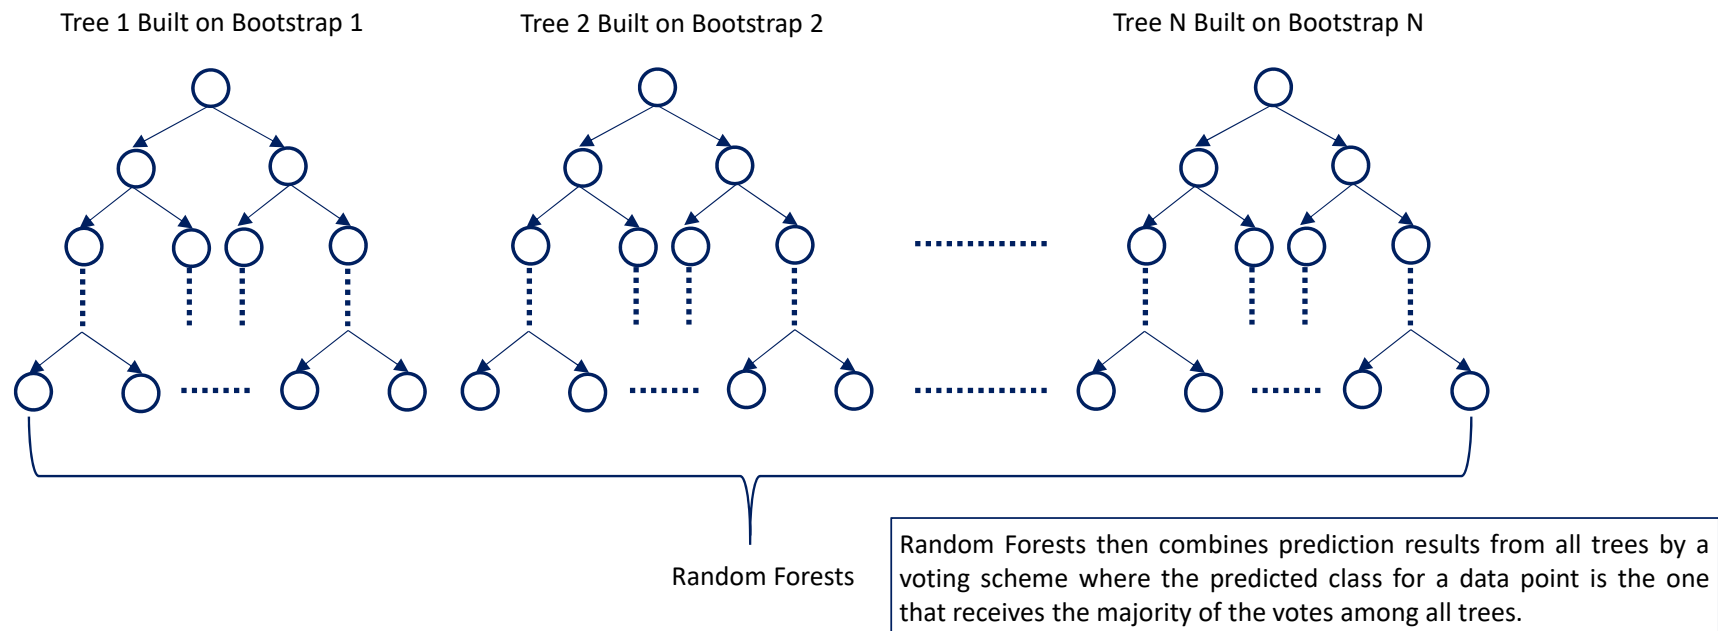 Tree 1 Built on Bootstrap 1
Tree 2 Built on Bootstrap 2
Tree N Built on Bootstrap N
Random Forests
Random Forests then combines prediction results from all trees by a
voting scheme where the predicted class for a data point is the one
that receives the majority of the votes among all trees.